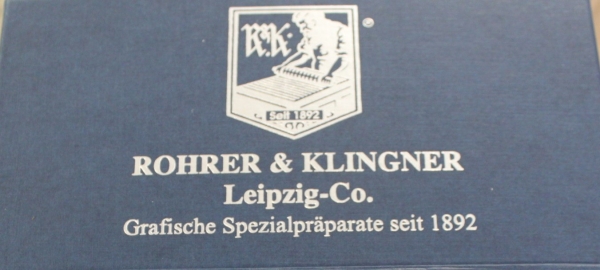 R.K.
®
Seit 1892
ROHRER & KLINGNER
Leipzig-Co.
Grafische Spezialpräparate seit 1892